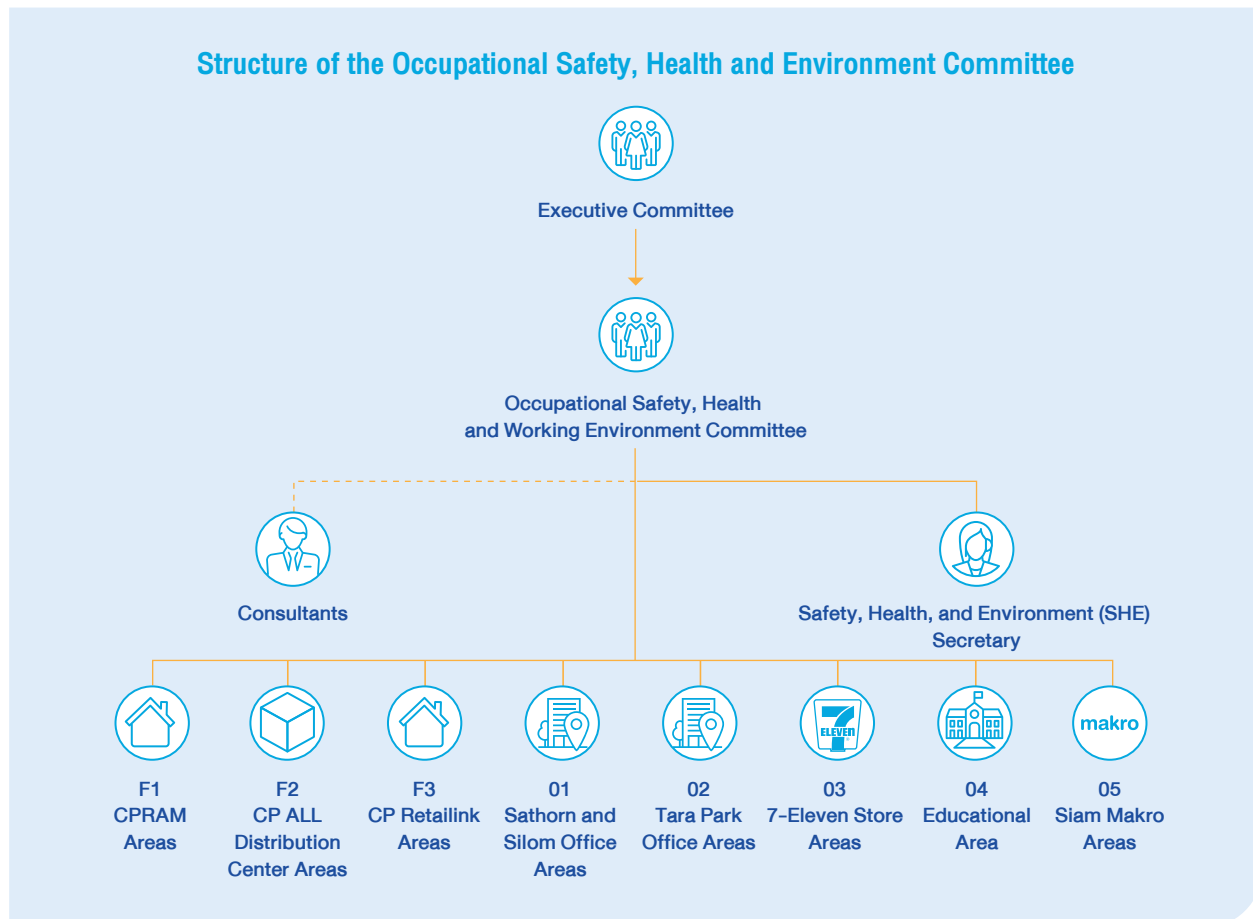 Structure of the Occupational Safety, Health and Environment Committee
Executive Committee
Occupational Safety, Health
and Working Environment Committee
Consultants
Safety, Health, and Environment (SHE)
Secretary
7
ELEVEN
makro
F1
CPRAM
Areas
F2
CP ALL
Distribution
Center Areas
F3
CP Retailink
Areas
01
Sathorn and
Silom Office
Areas
02
Tara Park
Office Areas
03
7-Eleven Store
Areas
04
Educational
Area
05
Siam Makro
Areas